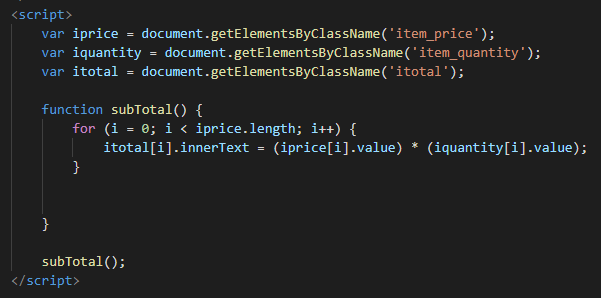 <script>
var iprice = document.getElementsByClassName('item_price');
var iquantity = document.getElementsByClassName('item_quantity');
var itotal = document.getElementsByClassName('itotal');
function subTotal() {
for (i = 0; i < iprice.length; i++) {
itotal[i].innerText = (iprice[i].value) * (iquantity[i].value);
}
}
subTotal();
</script>